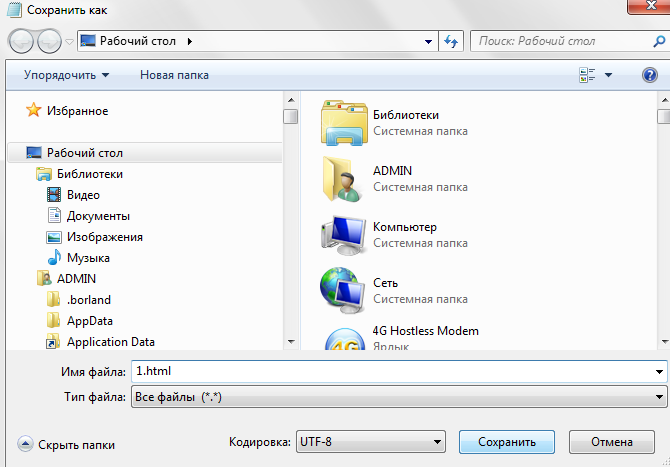 Сохранить как
Рабочий стол
Поиск: Рабочий стол
Упорядочить
Новая папка
Избранное
Рабочий стол
Библиотеки
Видео
Документы
Изображения
Музыка
ADMIN
.borland
AppData
Application Data
Библиотеки
Системная папка
ADMIN
Системная папка
Компьютер
Системная папка
Сеть
Системная папка
4G
4G Hostless Modem
Ярлык
Имя файла: 1.html
Тип файла: Все файлы (*.*)
Скрыть папки
Кодировка: UTF-8
Сохранить
Отмена